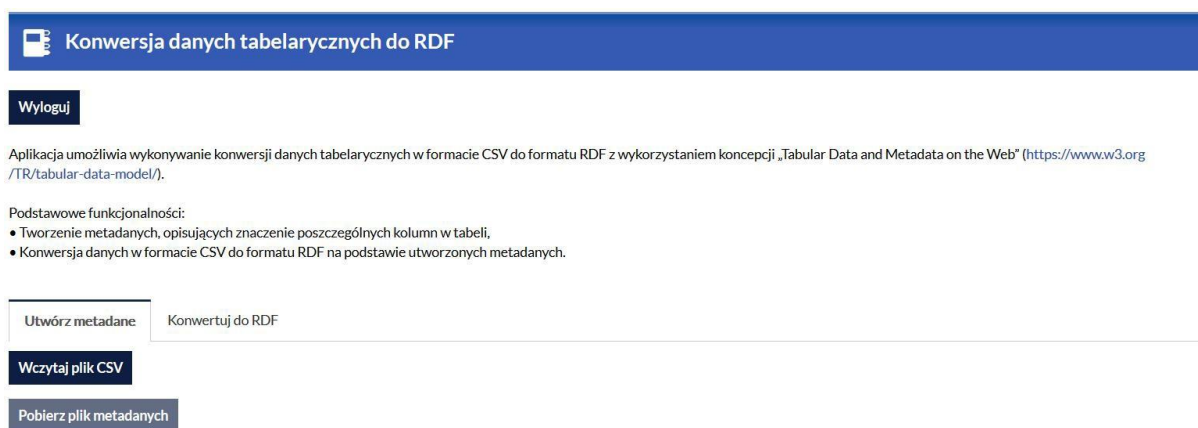 Konwersja danych tabelarycznych do RDF
Wyloguj
Aplikacja umożliwia wykonywanie konwersji danych tabelarycznych w formacie CSV do formatu RDF z wykorzystaniem koncepcji „Tabular Data and Metadata on the Web” (https://www.w3.org
/TR/tabular-data-model/).
Podstawowe funkcjonalności:
• Tworzenie metadanych, opisujących znaczenie poszczególnych kolumn w tabeli,
• Konwersja danych w formacie CSV do formatu RDF na podstawie utworzonych metadanych.
Utwórz metadane Konwertuj do RDF
Wczytaj plik CSV
Pobierz plik metadanych